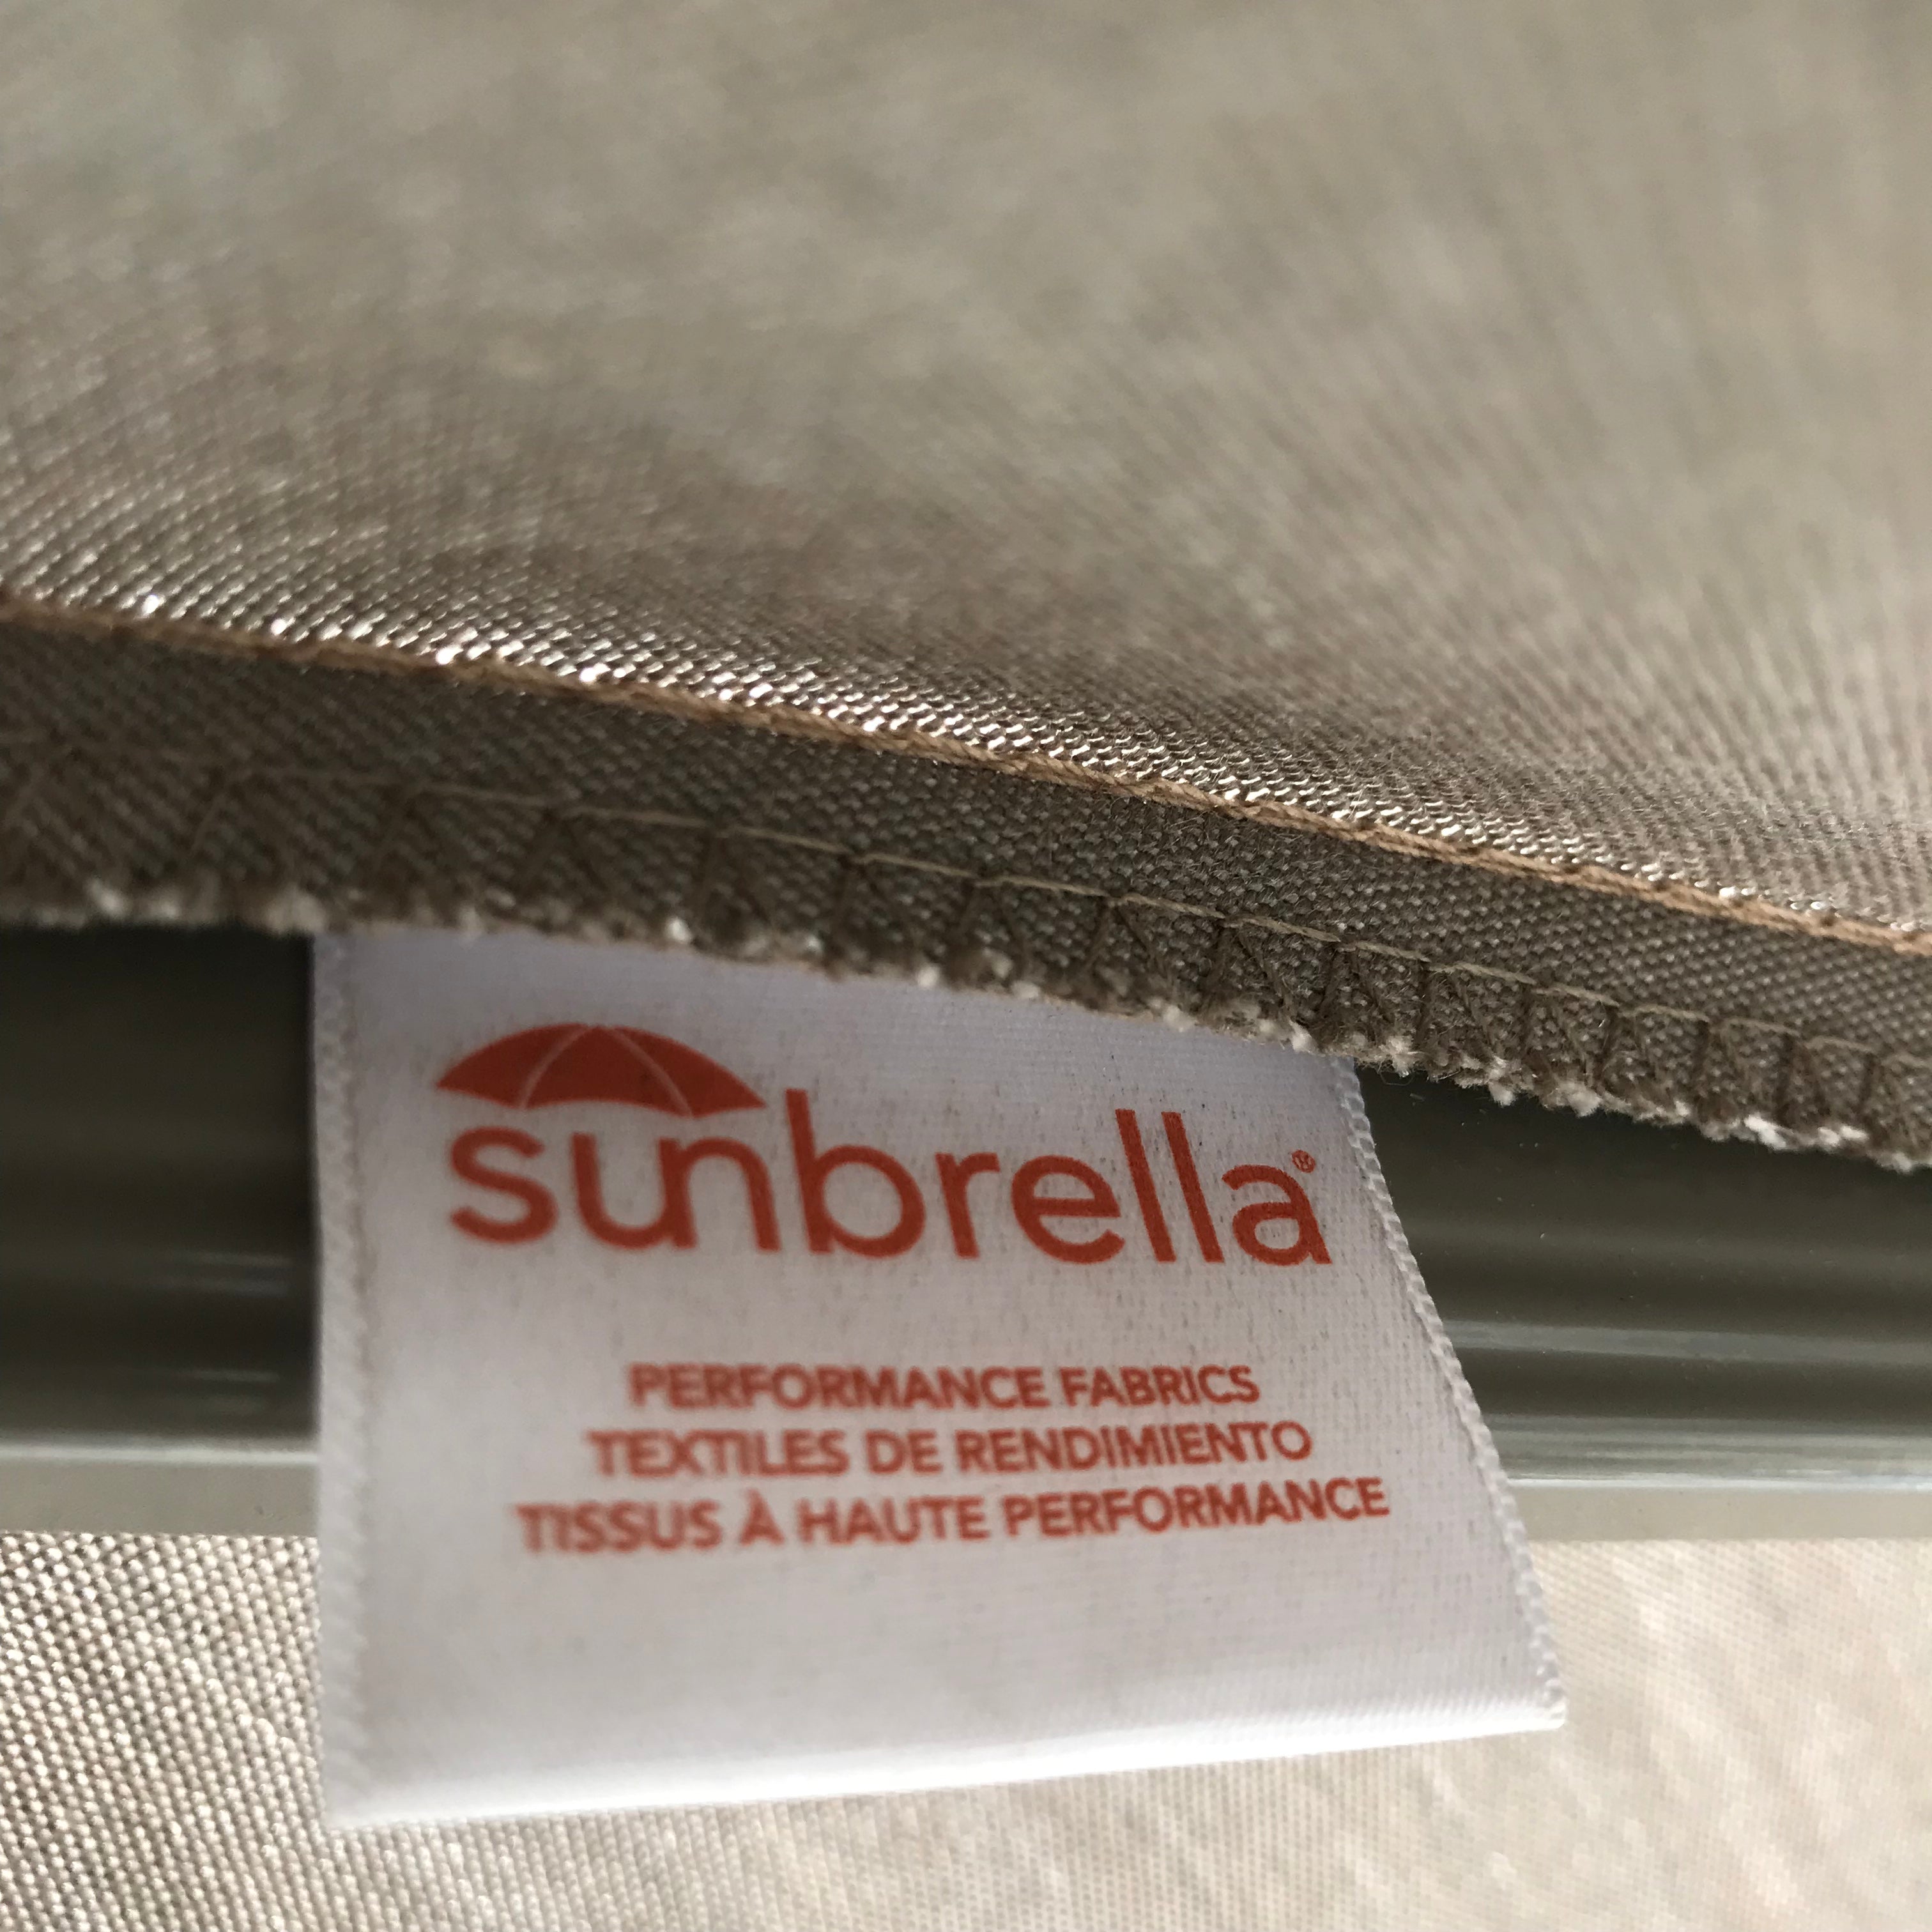 sunbrella®
PERFORMANCE FABRICS
TEXTILES DE RENDIMIENTO
TISSUS À HAUTE PERFORMANCE